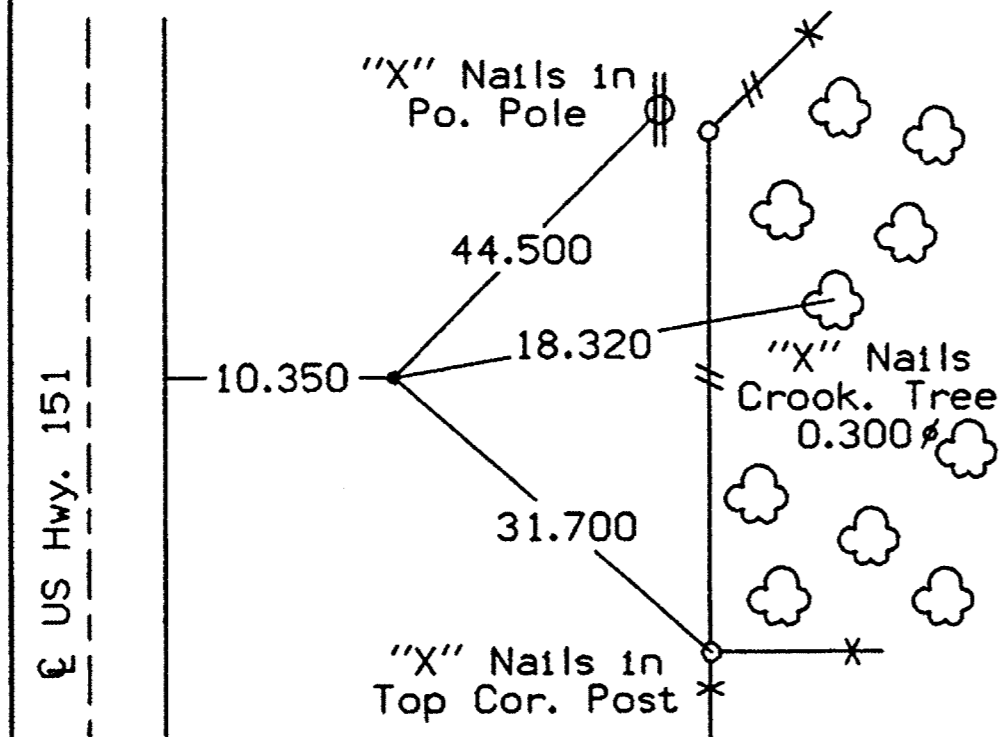 "X" Nails in
Po. Pole
44.500
18.320
10.350
"X" Nails
Crook. Tree
0.300 ⌀
31.700
℄ US Hwy. 151
"X" Nails in
Top Cor. Post